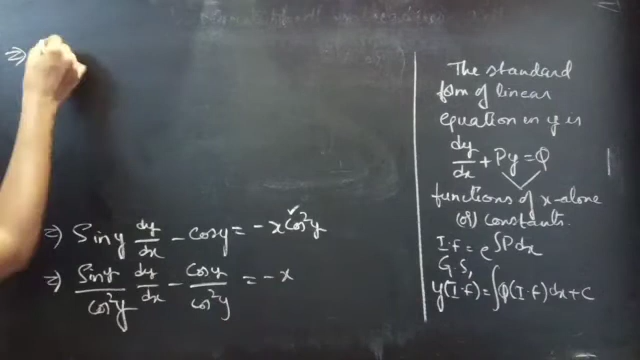 ⇒
⇒ Siny dy/dx - Cosy = -x Cos²y
⇒ Siny/Cos²y dy/dx - Cosy/Cos²y = -x
The standard
form of linear
equation in y is
dy/dx + Py = Q
functions of x-alone
(or) constants.
I.f = e^∫Pdx
G.S,
y(I.f) = ∫Q(I.f)dx + C